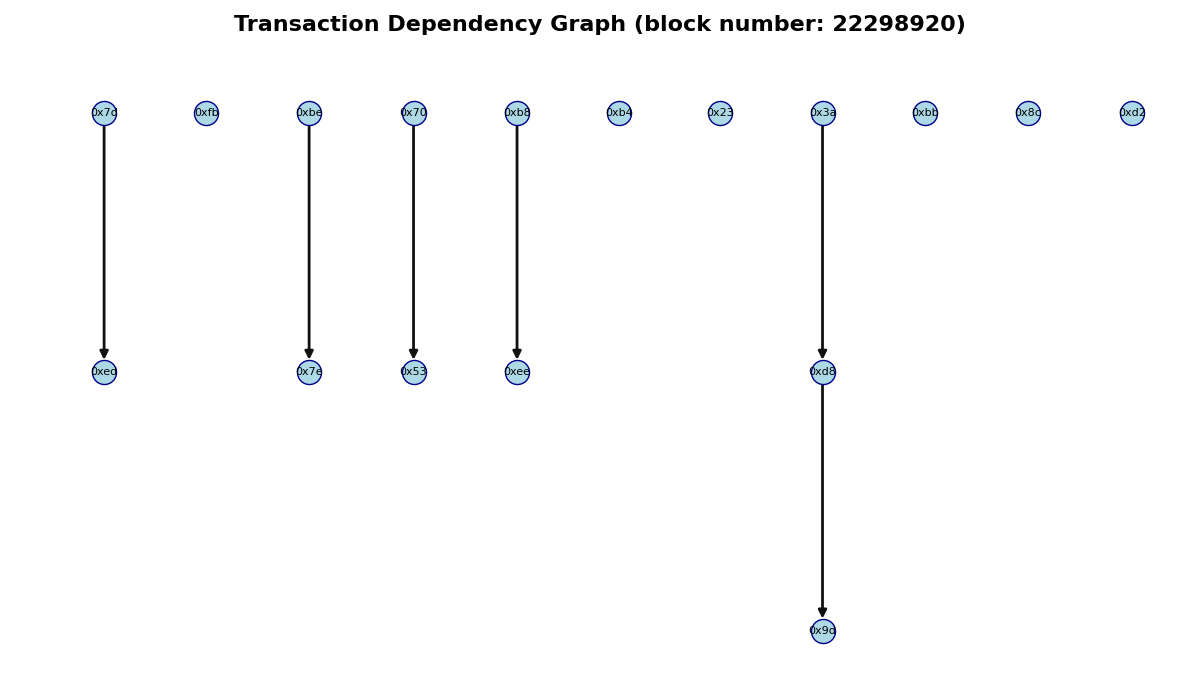 Transaction Dependency Graph (block number: 22298920)
0x7d 0xfb 0xbe 0x70 0xb8 0xb4 0x23 0x3a 0xbb 0x8c 0xd2
0xed 0x7e 0x53 0xee 0xd8
0x9d